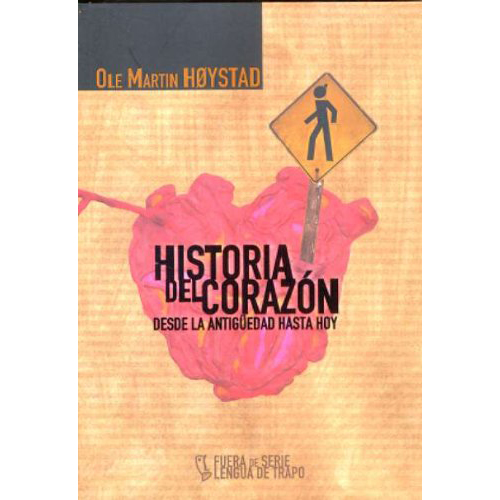 OLE MARTIN HØYSTAD
HISTORIA
DEL CORAZÓN
DESDE LA ANTIGÜEDAD HASTA HOY
FUERA DE SERIE
LENGUA DE TRAPO